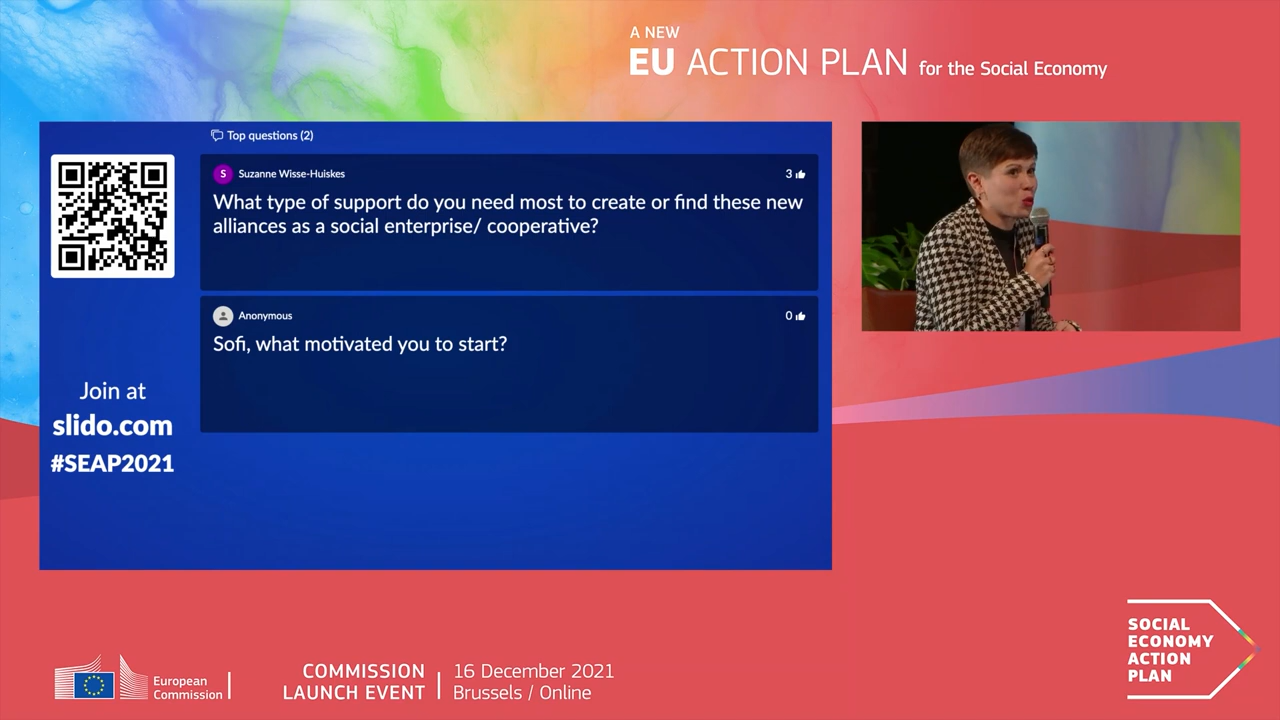 A NEW
EU ACTION PLAN for the Social Economy
Top questions (2)
S Suzanne Wisse-Huiskes 3
What type of support do you need most to create or find these new
alliances as a social enterprise/ cooperative?
Anonymous 0
Sofi, what motivated you to start?
Join at
slido.com
#SEAP2021
European
Commission
COMMISSION
LAUNCH EVENT
16 December 2021
Brussels / Online
SOCIAL
ECONOMY
ACTION
PLAN